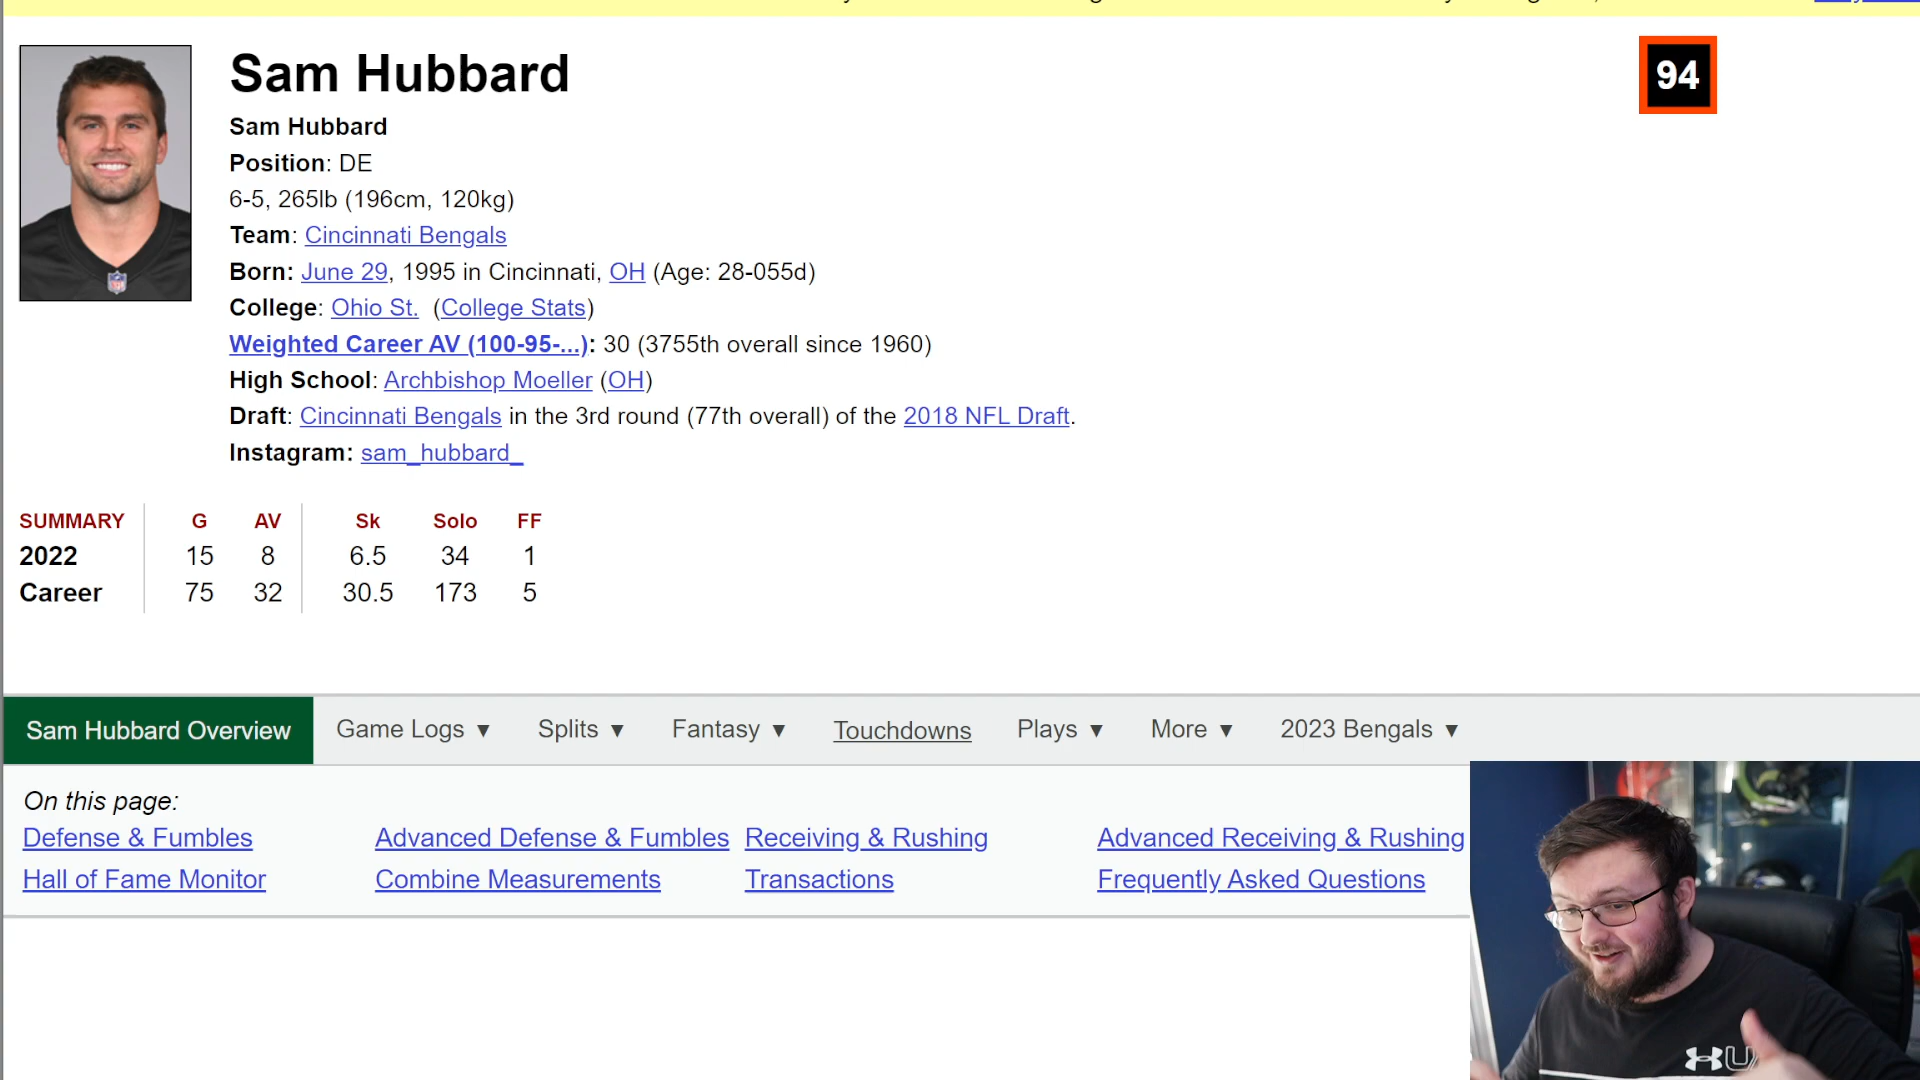 Sam Hubbard
94
Sam Hubbard
Position: DE
6-5, 265lb (196cm, 120kg)
Team: Cincinnati Bengals
Born: June 29, 1995 in Cincinnati, OH (Age: 28-055d)
College: Ohio St. (College Stats)
Weighted Career AV (100-95-...): 30 (3755th overall since 1960)
High School: Archbishop Moeller (OH)
Draft: Cincinnati Bengals in the 3rd round (77th overall) of the 2018 NFL Draft.
Instagram: sam_hubbard_
SUMMARY G AV Sk Solo FF
2022 15 8 6.5 34 1
Career 75 32 30.5 173 5
Sam Hubbard Overview Game Logs ▼ Splits ▼ Fantasy ▼ Touchdowns Plays ▼ More ▼ 2023 Bengals ▼
On this page:
Defense & Fumbles Advanced Defense & Fumbles Receiving & Rushing Advanced Receiving & Rushing
Hall of Fame Monitor Combine Measurements Transactions Frequently Asked Questions